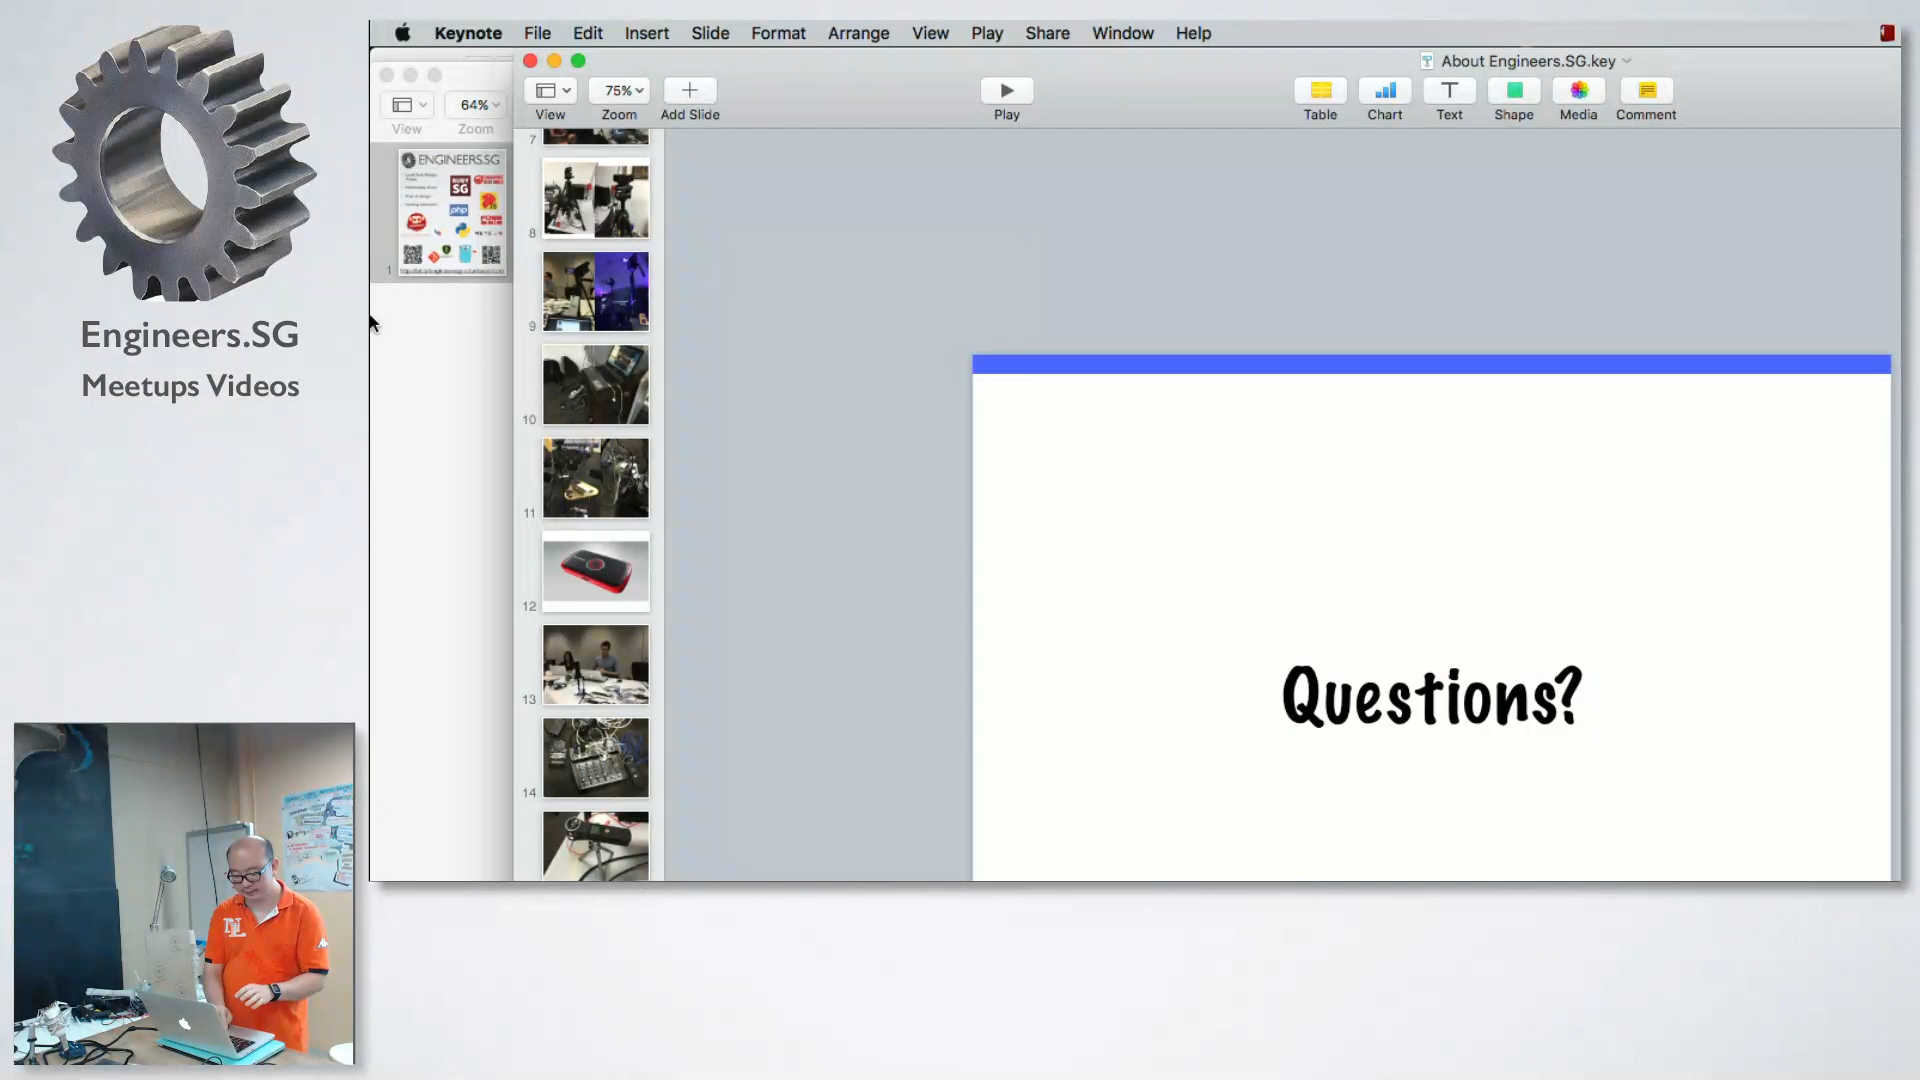 Engineers.SG
Meetups Videos
Keynote File Edit Insert Slide Format Arrange View Play Share Window Help
About Engineers.SG.key
64%
View Zoom
75%
View Zoom Add Slide
Play
Table Chart Text Shape Media Comment
ENGINEERS.SG
RUBY
SG
php
1
7
8
9
10
11
12
13
14
Questions?